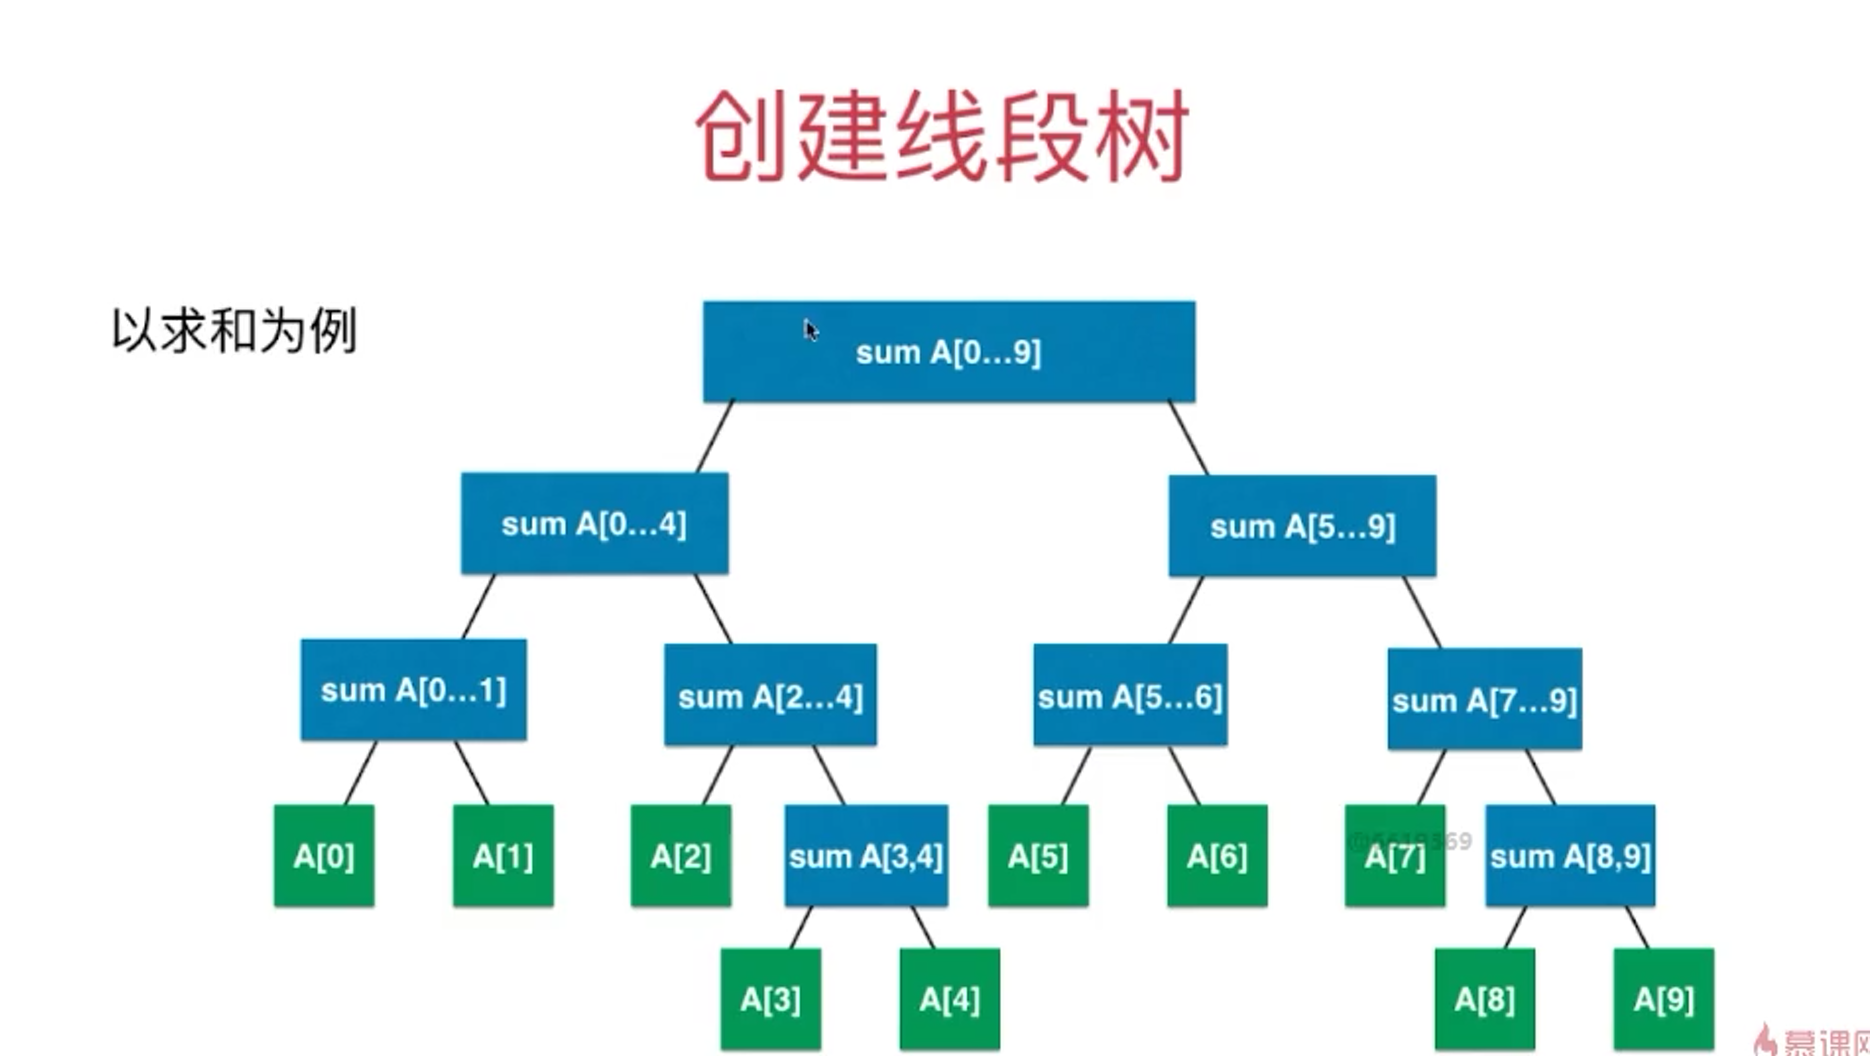 创建线段树
以求和为例
sum A[0...9]
sum A[0...4]
sum A[5...9]
sum A[0...1]
sum A[2...4]
sum A[5...6]
sum A[7...9]
A[0]
A[1]
A[2]
sum A[3,4]
A[5]
A[6]
A[7]
sum A[8,9]
A[3]
A[4]
A[8]
A[9]
慕课网